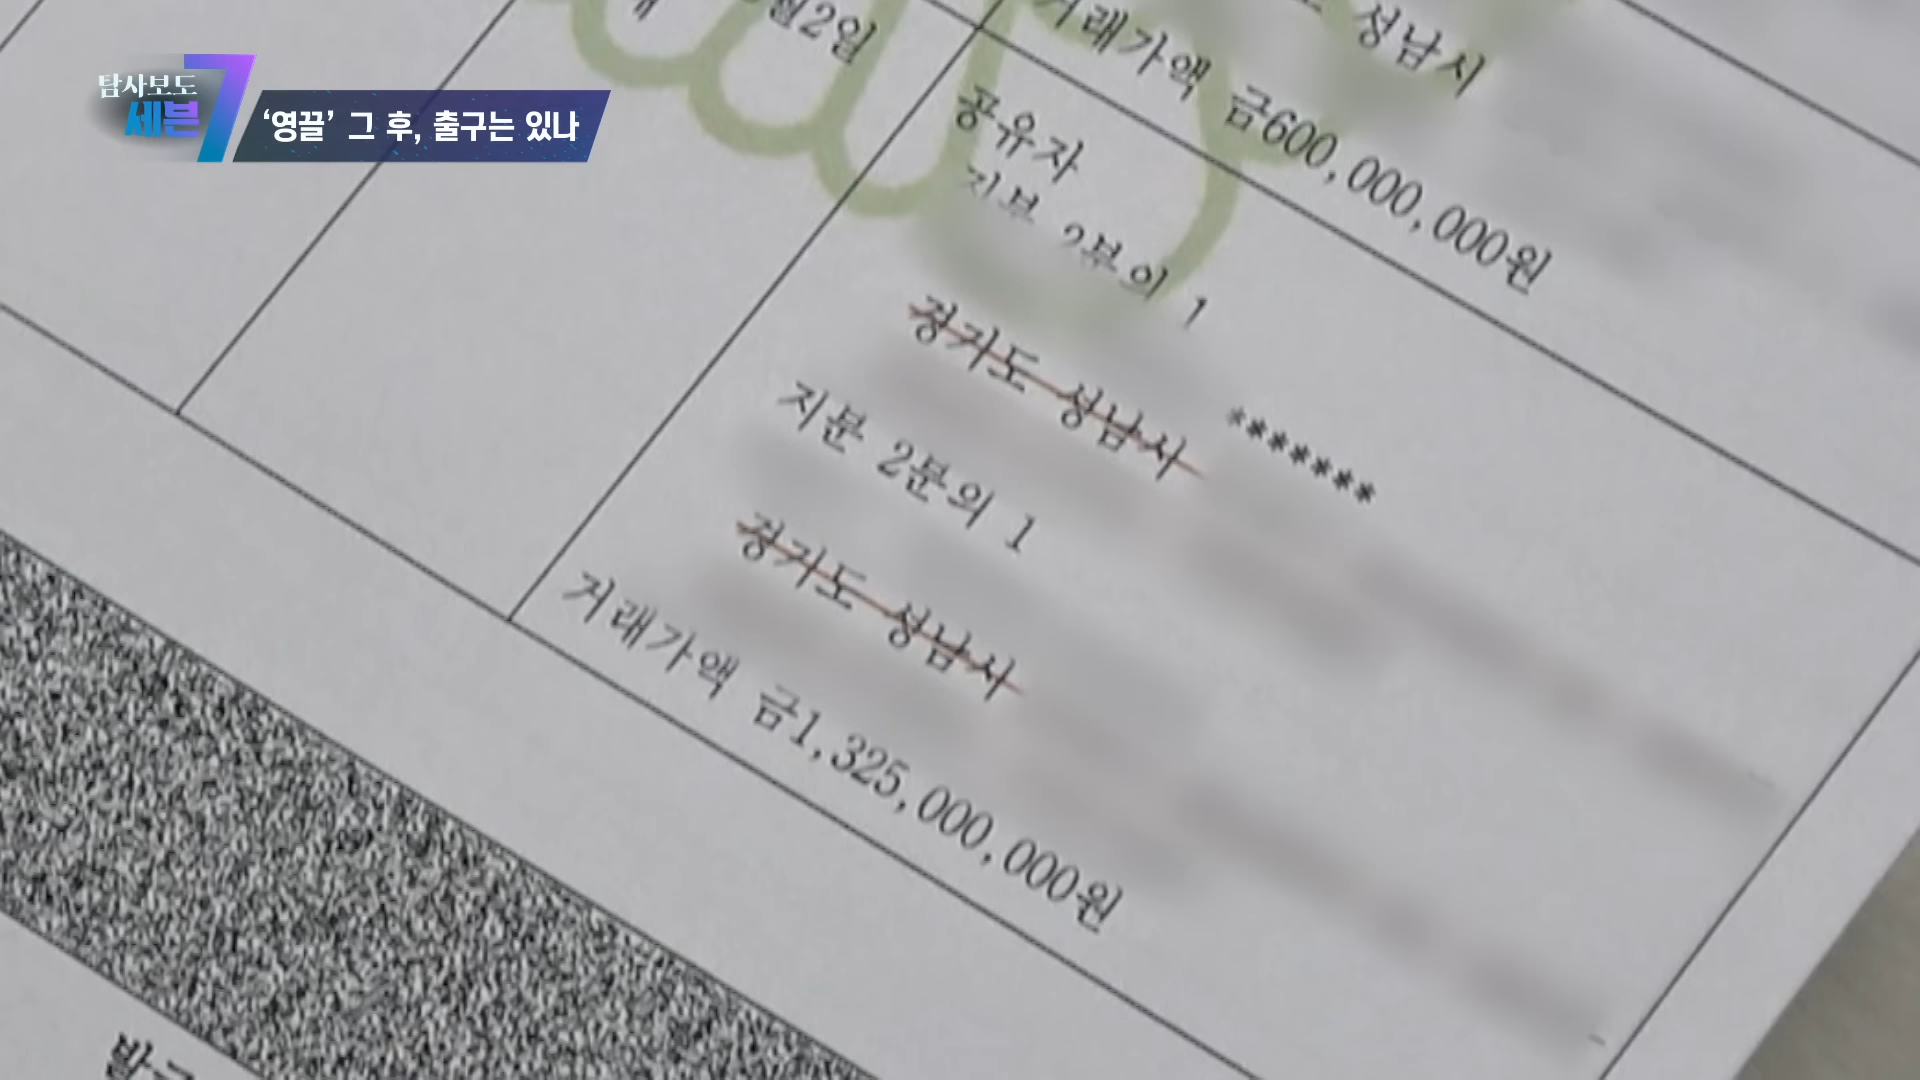 탐사보도
세븐
7
‘영끌’ 그 후, 출구는 있나
월2일
성남시
거래가액 금600,000,000원
공유자
지분 2분의 1
경기도 성남시
*******
지분 2분의 1
경기도 성남시
거래가액 금1,325,000,000원